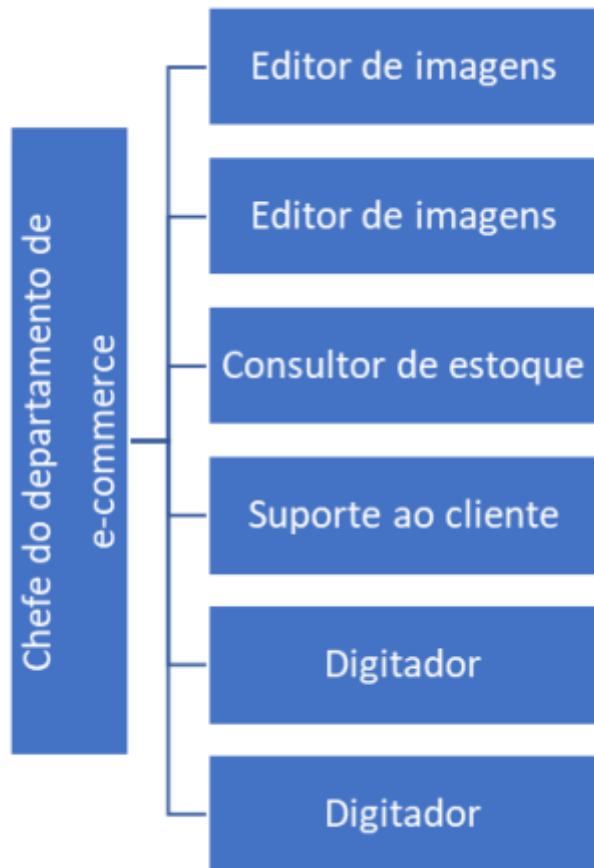 Chefe do departamento de
e-commerce
Editor de imagens
Editor de imagens
Consultor de estoque
Suporte ao cliente
Digitador
Digitador